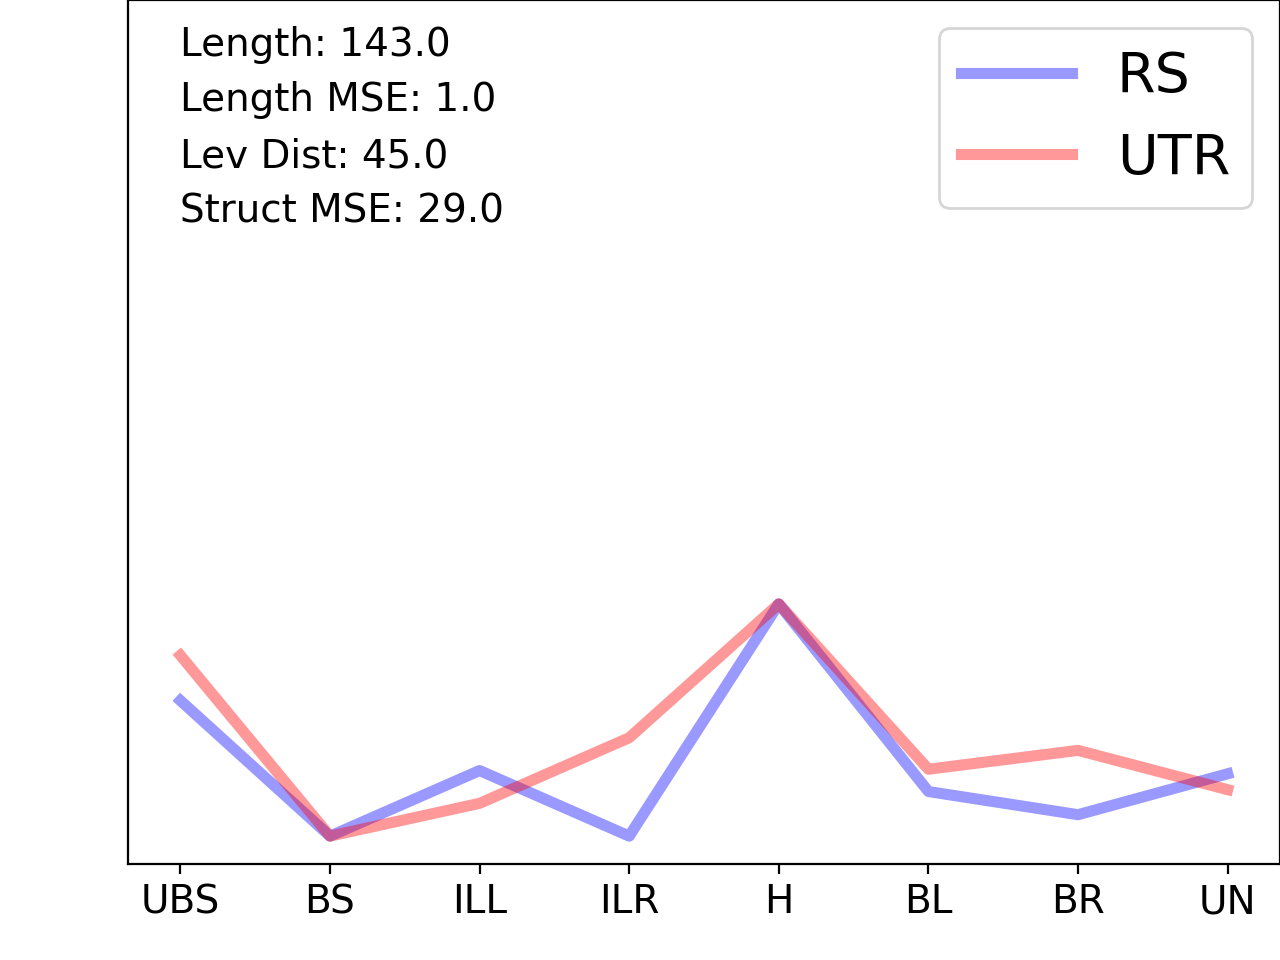 Length: 143.0
Length MSE: 1.0
Lev Dist: 45.0
Struct MSE: 29.0
RS
UTR
UBS BS ILL ILR H BL BR UN